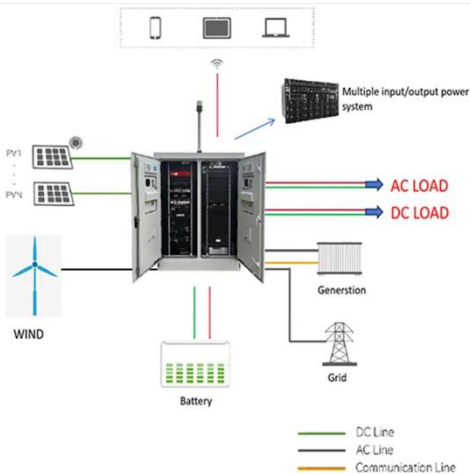 Multiple input/output power
system
PV1
PVN
AC LOAD
DC LOAD
WIND
Generstion
Battery
Grid
DC Line
AC Line
Communication Line